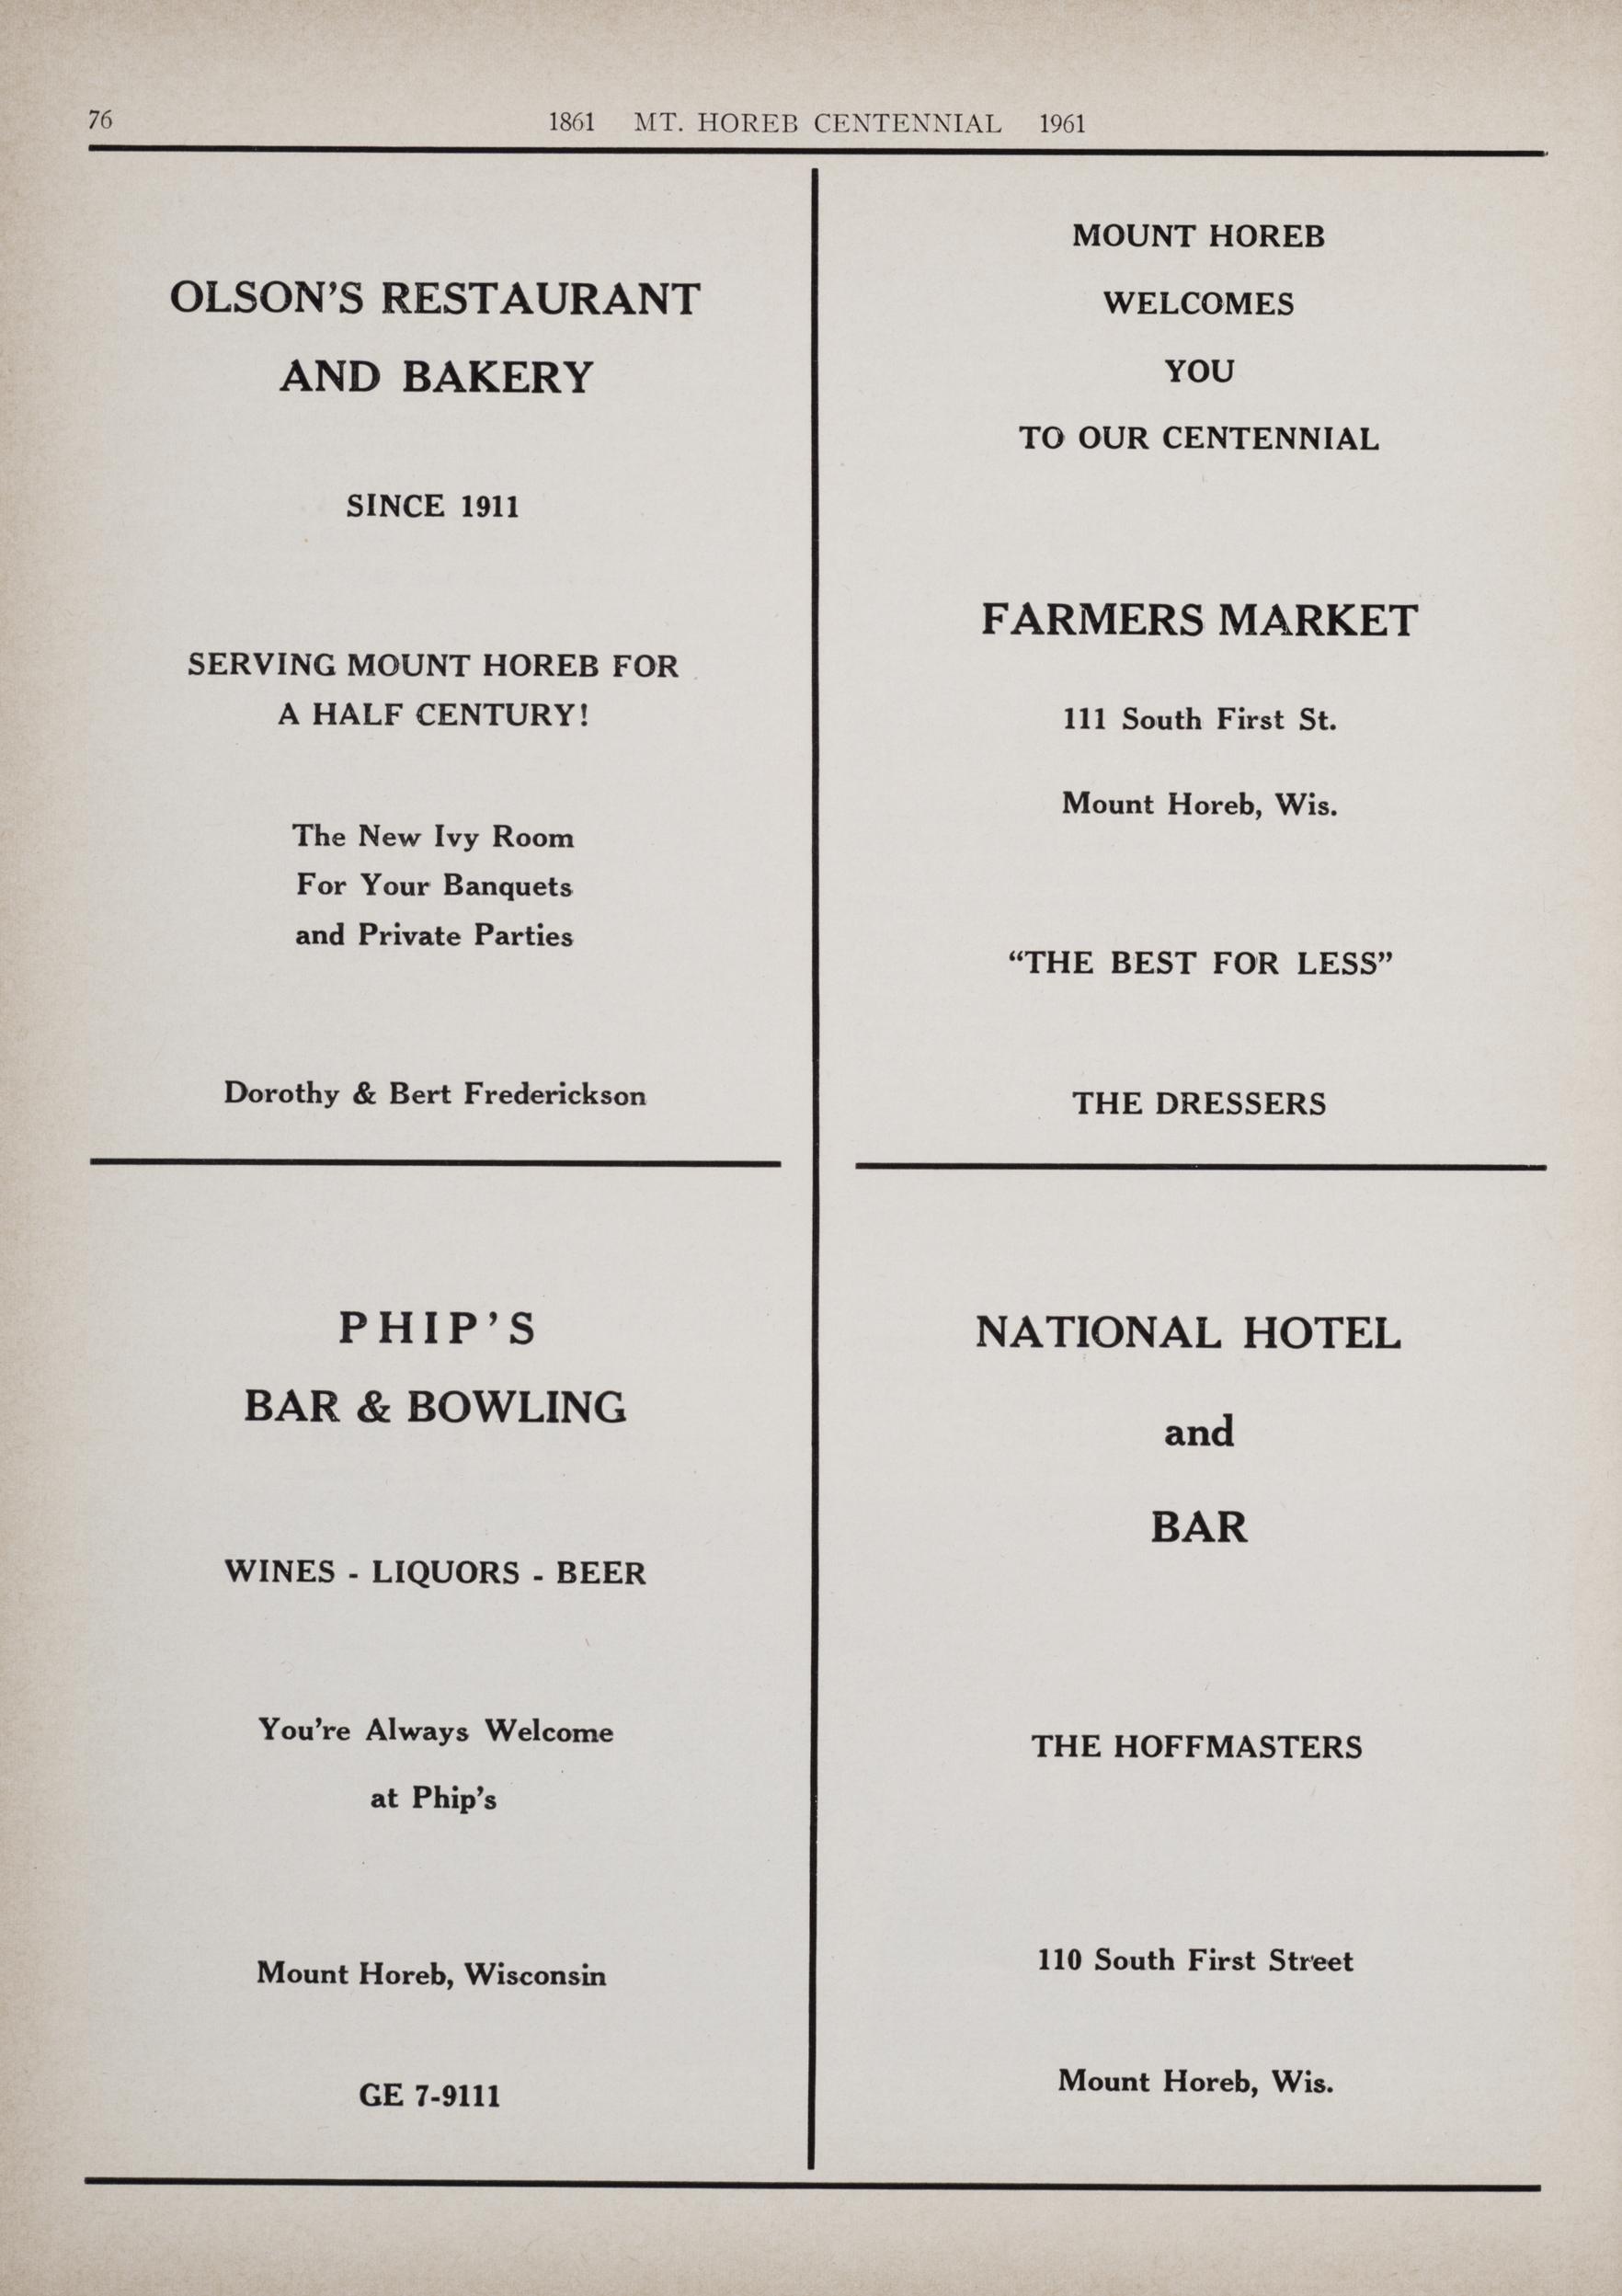 76
1861 MT. HOREB CENTENNIAL 1961
OLSON'S RESTAURANT
AND BAKERY
SINCE 1911
SERVING MOUNT HOREB FOR
A HALF CENTURY!
The New Ivy Room
For Your Banquets
and Private Parties
Dorothy & Bert Frederickson
PHIP'S
BAR & BOWLING
WINES - LIQUORS - BEER
You're Always Welcome
at Phip's
Mount Horeb, Wisconsin
GE 7-9111
MOUNT HOREB
WELCOMES
YOU
TO OUR CENTENNIAL
FARMERS MARKET
111 South First St.
Mount Horeb, Wis.
“THE BEST FOR LESS”
THE DRESSERS
NATIONAL HOTEL
and
BAR
THE HOFFMASTERS
110 South First Street
Mount Horeb, Wis.